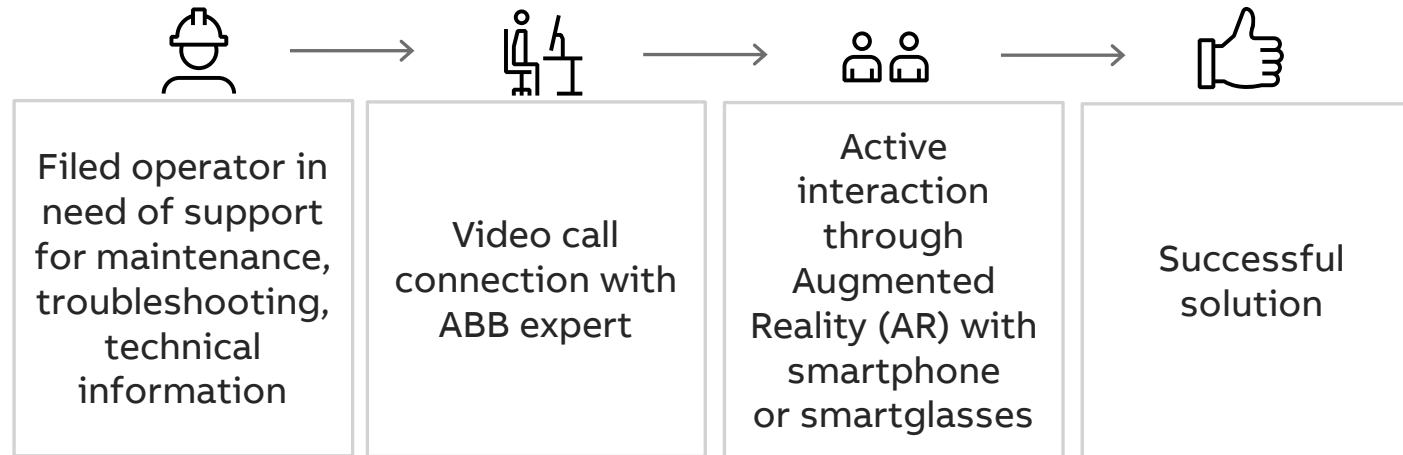 Filed operator in
need of support
for maintenance,
troubleshooting,
technical
information
Video call
connection with
ABB expert
Active
interaction
through
Augmented
Reality (AR) with
smartphone
or smartglasses
Successful
solution